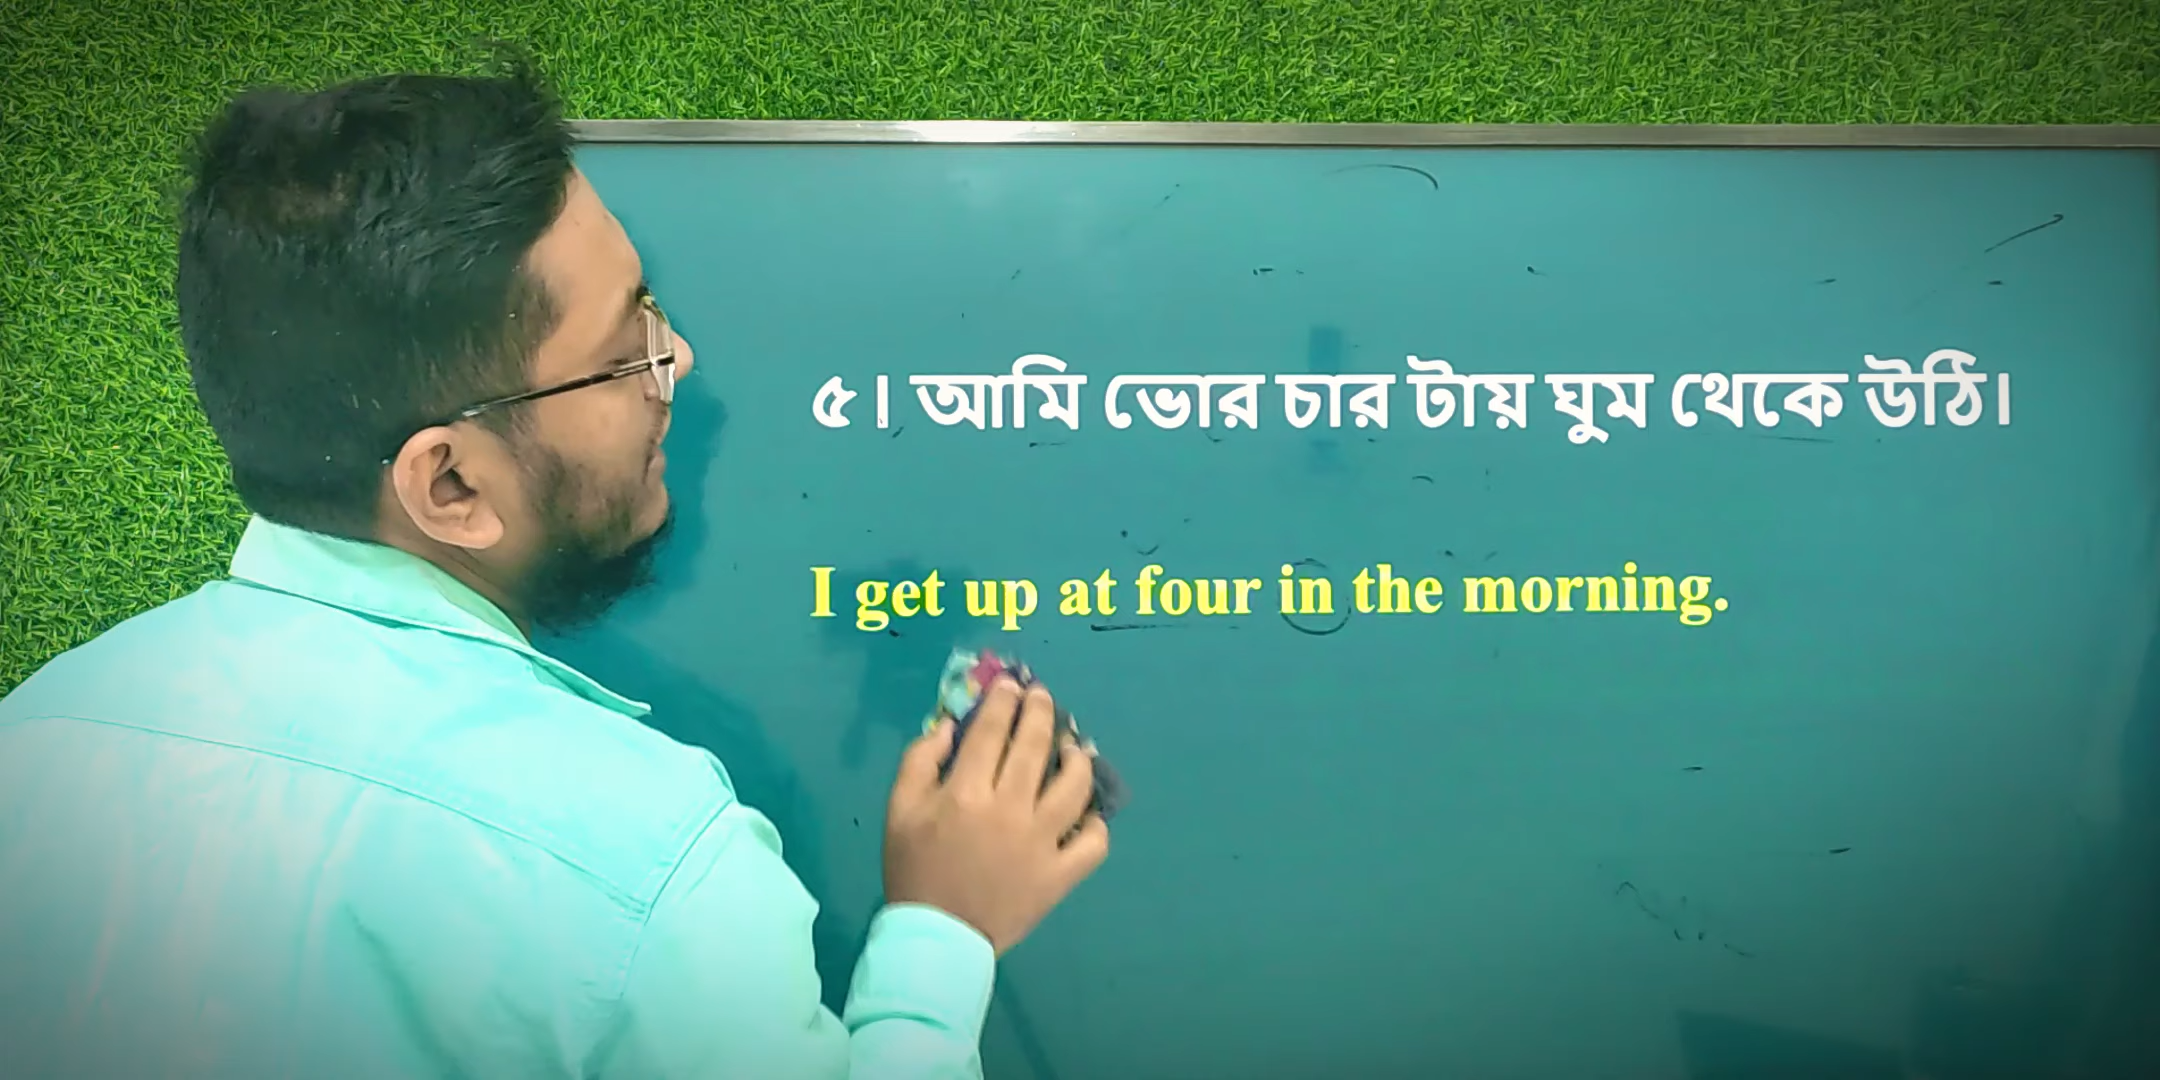 ৫। আমি ভোর চার টায় ঘুম থেকে উঠি।
I get up at four in the morning.